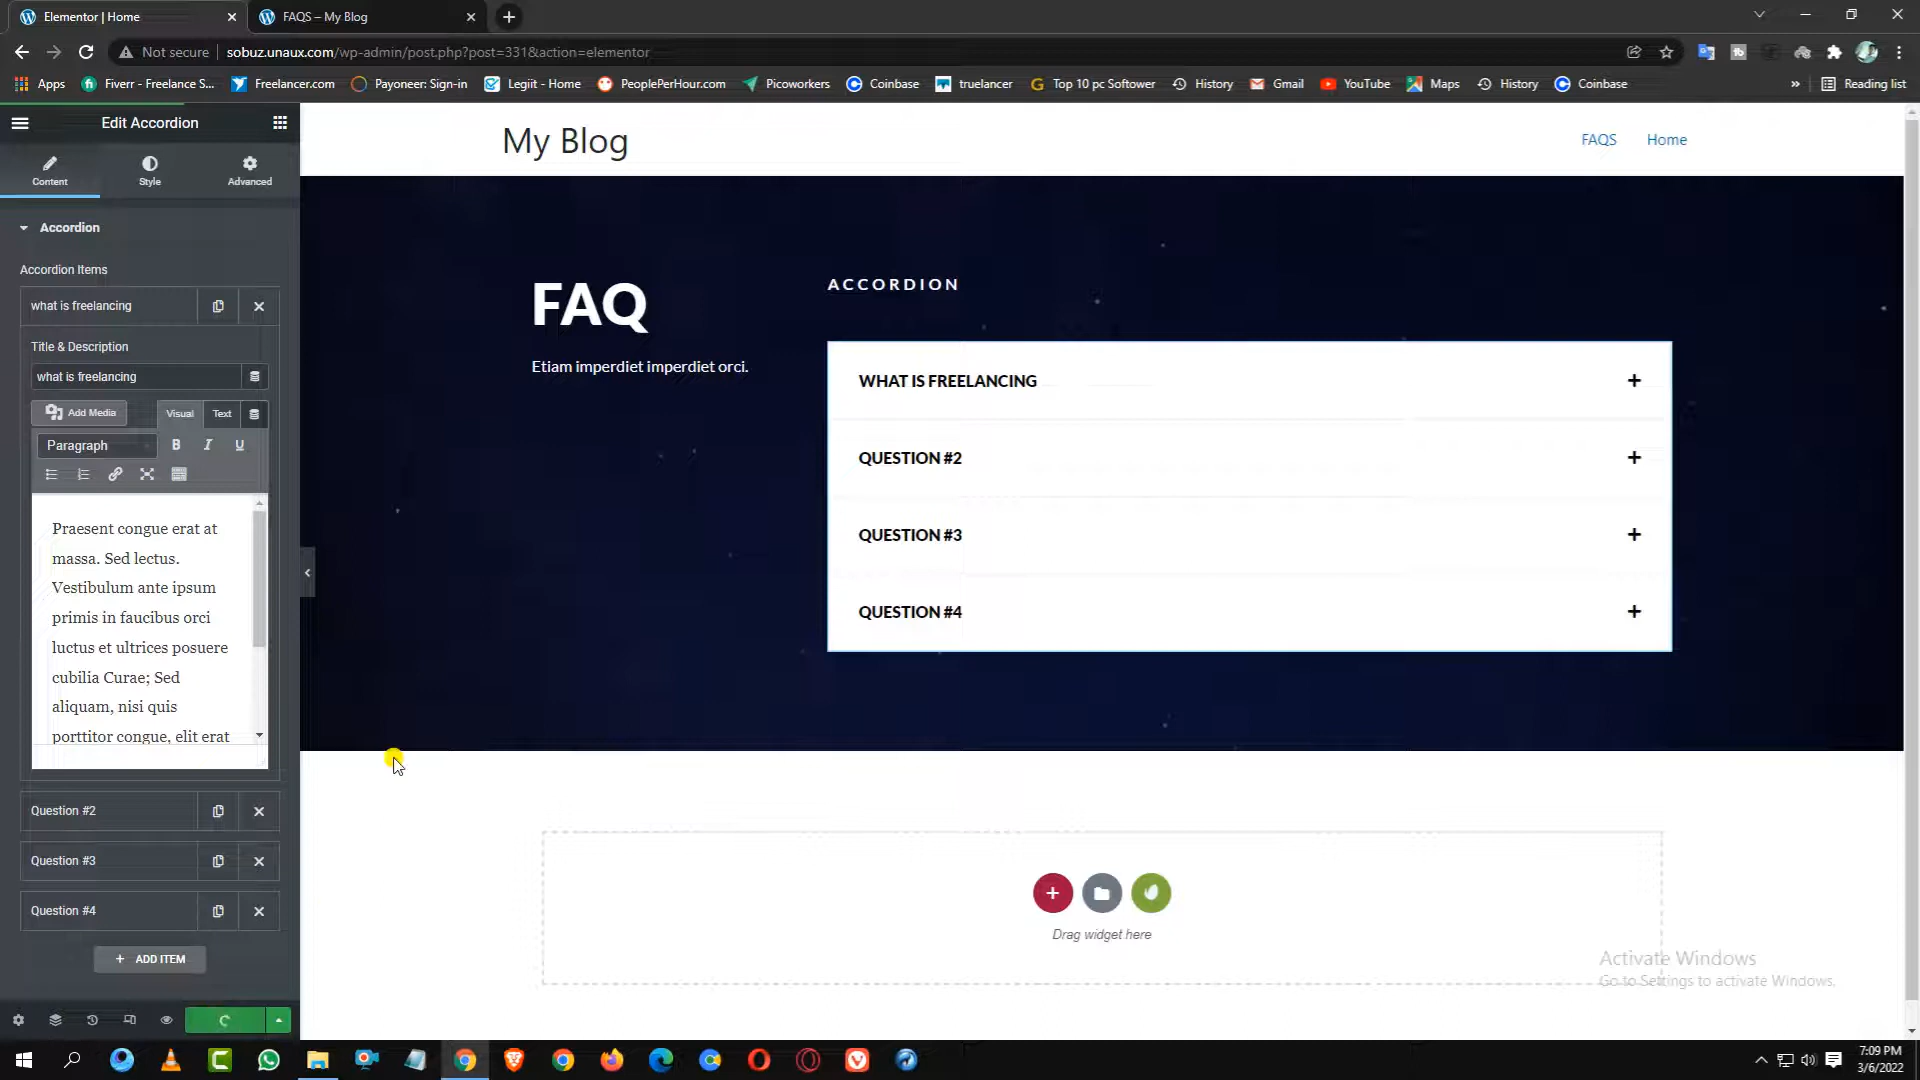 Elementor | Home
FAQS – My Blog
Not secure
sobuz.unaux.com/wp-admin/post.php?post=331&action=elementor
Apps
Fiverr - Freelance S...
Freelancer.com
Payoneer: Sign-in
Legiit - Home
PeoplePerHour.com
Picoworkers
Coinbase
truelancer
Top 10 pc Softower
History
Gmail
YouTube
Maps
History
Coinbase
Reading list
Edit Accordion
Content
Style
Advanced
Accordion
Accordion Items
what is freelancing
Title & Description
what is freelancing
Add Media
Visual
Text
Paragraph
B
I
U
Praesent congue erat at
massa. Sed lectus.
Vestibulum ante ipsum
primis in faucibus orci
luctus et ultrices posuere
cubilia Curae; Sed
aliquam, nisi quis
porttitor congue, elit erat
Question #2
Question #3
Question #4
ADD ITEM
My Blog
FAQS
Home
FAQ
Etiam imperdiet imperdiet orci.
ACCORDION
WHAT IS FREELANCING
QUESTION #2
QUESTION #3
QUESTION #4
Drag widget here
Activate Windows
Go to Settings to activate Windows.
7:09 PM
3/6/2022